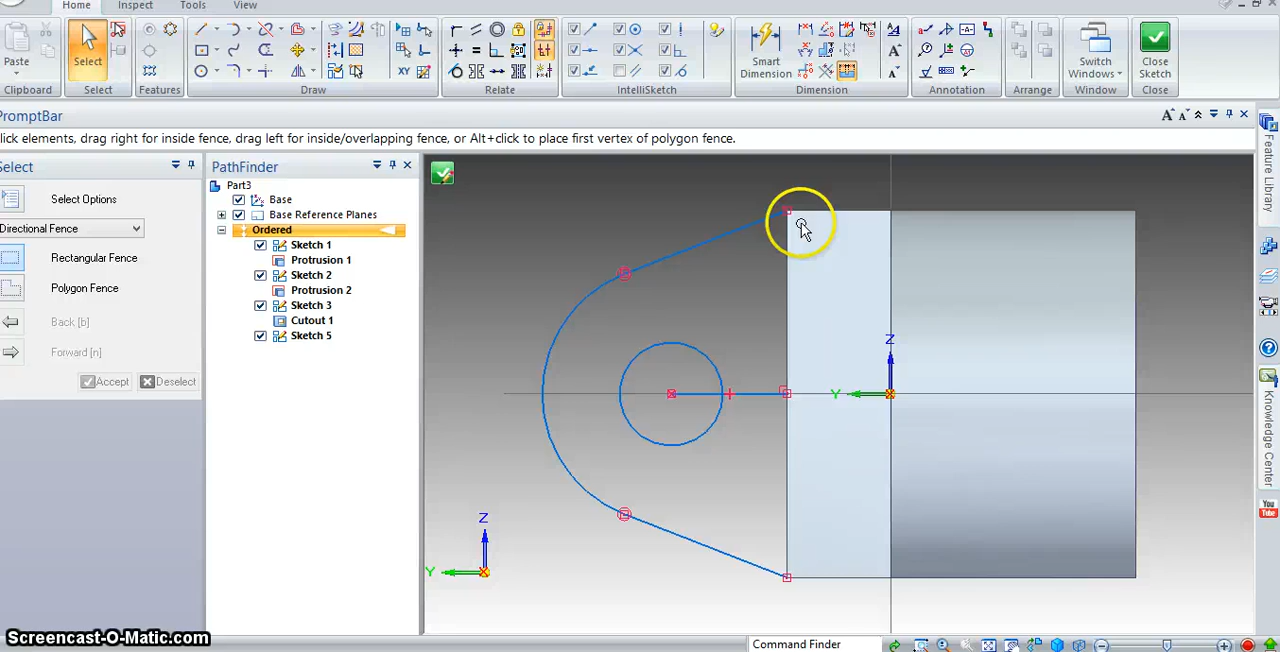 Home Inspect Tools View
Paste
Select
Smart
Dimension
Switch
Windows
Close
Sketch
Clipboard Select Features Draw Relate IntelliSketch Dimension Annotation Arrange Window Close
PromptBar
lick elements, drag right for inside fence, drag left for inside/overlapping fence, or Alt+click to place first vertex of polygon fence.
Select
Select Options
Directional Fence
Rectangular Fence
Polygon Fence
Back [b]
Forward [n]
Accept Deselect
PathFinder
Part3
Base
Base Reference Planes
Ordered
Sketch 1
Protrusion 1
Sketch 2
Protrusion 2
Sketch 3
Cutout 1
Sketch 5
Z
Y
Z
Y
Feature Library
Knowledge Center
You
Tube
XY
A
A
A
A A
Command Finder
Screencast-O-Matic.com